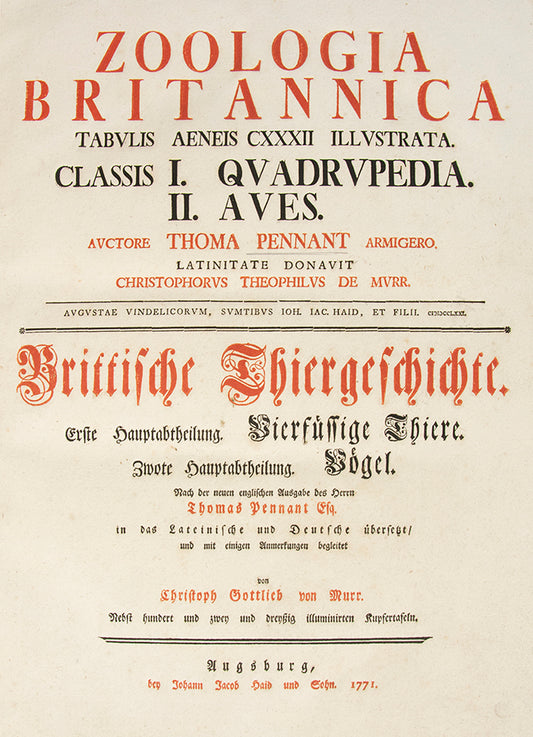 ZOOLOGIA
BRITANNICA
TABVLIS AENEIS CXXXII ILLVSTRATA.
CLASSIS I. QVADRVPEDIA.
II. AVES.
AVCTORE THOMA PENNANT ARMIGERO.
LATINITATE DONAVIT
CHRISTOPHORVS THEOPHILVS DE MVRR.
AVGVSTAE VINDELICORVM, SVMTIBVS IOH. IAC. HAID, ET FILII. CIƆIƆCCLXXI.
Brittiſche Thiergeſchichte.
Erſte Hauptabtheilung. Vierfüſſige Thiere.
Zwote Hauptabtheilung. Vögel.
Nach der neuen engliſchen Ausgabe des Herrn
Thomas Pennant Eſq.
in das Lateiniſche und Deutſche überſetzt/
und mit einigen Anmerkungen begleitet
von
Chriſtoph Gottlieb von Murr.
Nebſt hundert und zwey und dreyßig illuminirten Kupfertafeln.
Augsburg,
bey Johann Jacob Haid und Sohn. 1771.